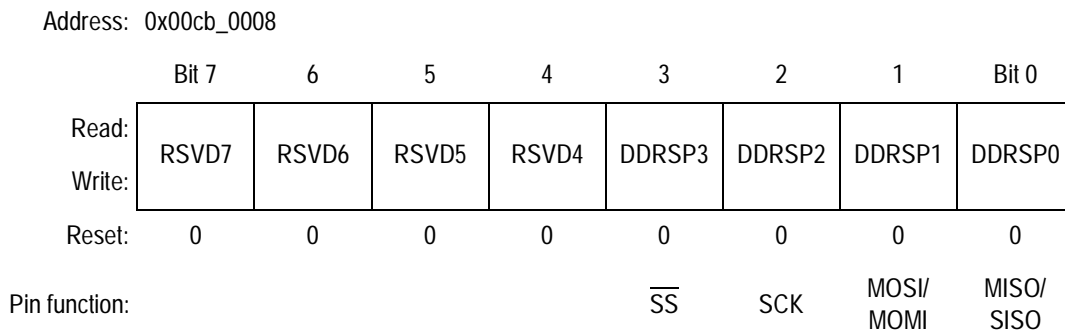 Address: 0x00cb_0008
Bit 7 6 5 4 3 2 1 Bit 0
Read:
RSVD7 RSVD6 RSVD5 RSVD4 DDRSP3 DDRSP2 DDRSP1 DDRSP0
Write:
Reset: 0 0 0 0 0 0 0 0
Pin function: SS SCK MOSI/ MISO/
MOMI SISO